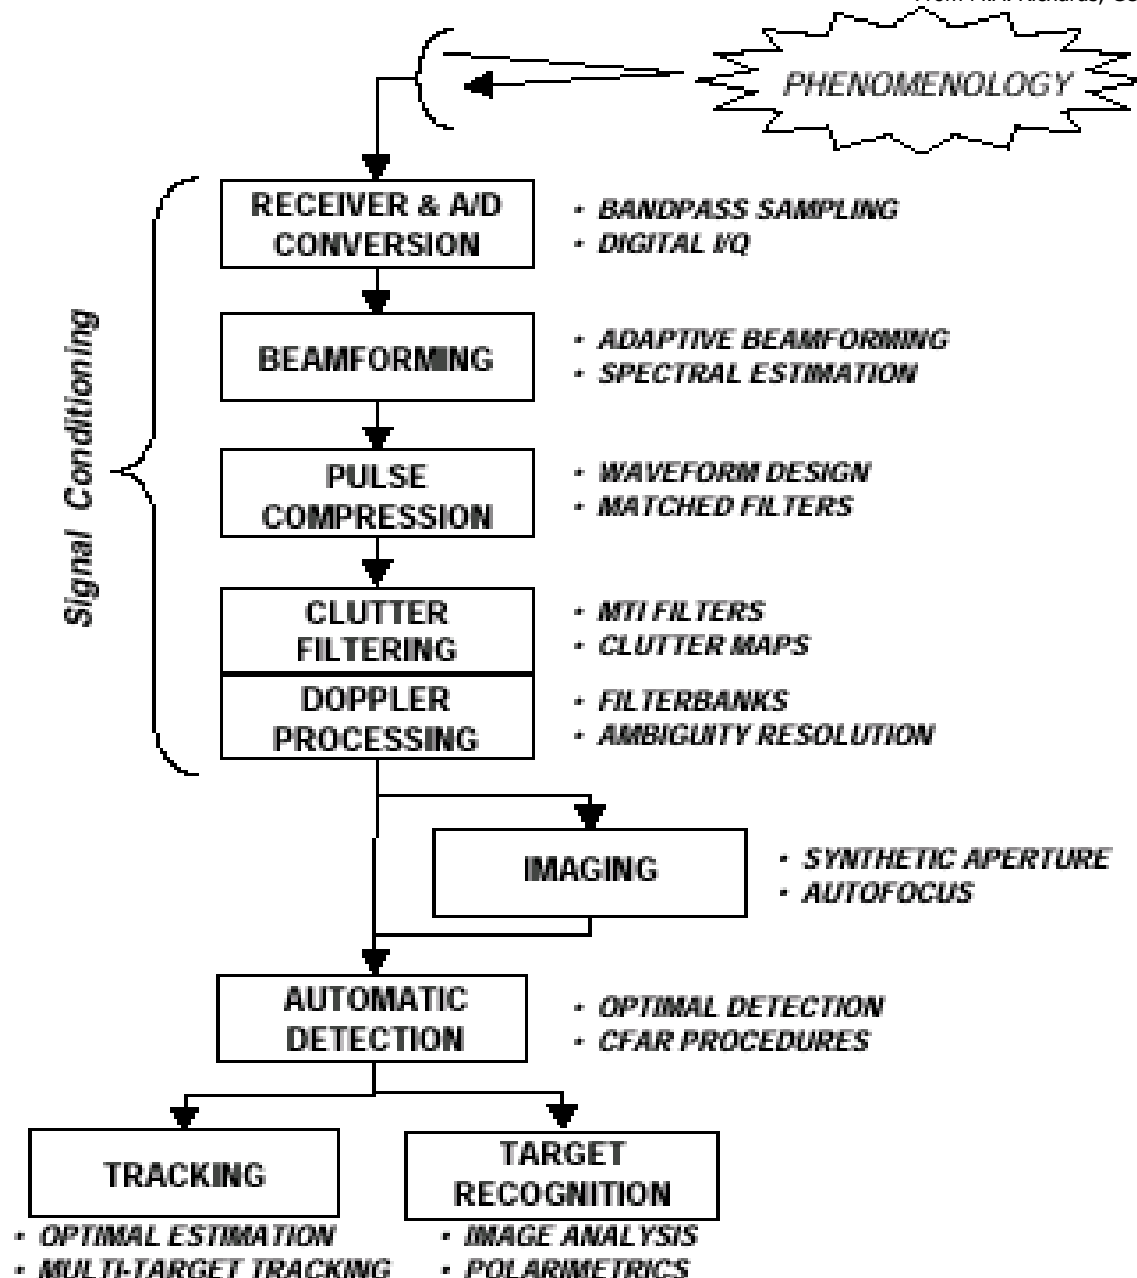 PHENOMENOLOGY
RECEIVER & A/D
CONVERSION
• BANDPASS SAMPLING
• DIGITAL I/Q
Signal Conditioning
BEAMFORMING
• ADAPTIVE BEAMFORMING
• SPECTRAL ESTIMATION
PULSE
COMPRESSION
• WAVEFORM DESIGN
• MATCHED FILTERS
CLUTTER
FILTERING
• MTI FILTERS
• CLUTTER MAPS
DOPPLER
PROCESSING
• FILTERBANKS
• AMBIGUITY RESOLUTION
IMAGING
• SYNTHETIC APERTURE
• AUTOFOCUS
AUTOMATIC
DETECTION
• OPTIMAL DETECTION
• CFAR PROCEDURES
TRACKING
• OPTIMAL ESTIMATION
• MULTI-TARGET TRACKING
TARGET
RECOGNITION
• IMAGE ANALYSIS
• POLARIMETRICS